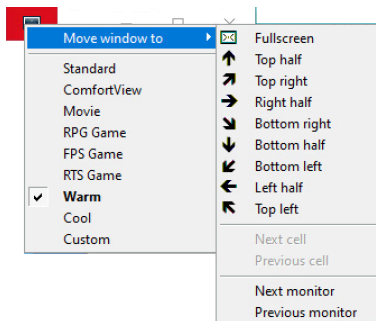 Move window to
Standard
ComfortView
Movie
RPG Game
FPS Game
RTS Game
Warm
Cool
Custom
Fullscreen
Top half
Top right
Right half
Bottom right
Bottom half
Bottom left
Left half
Top left
Next cell
Previous cell
Next monitor
Previous monitor